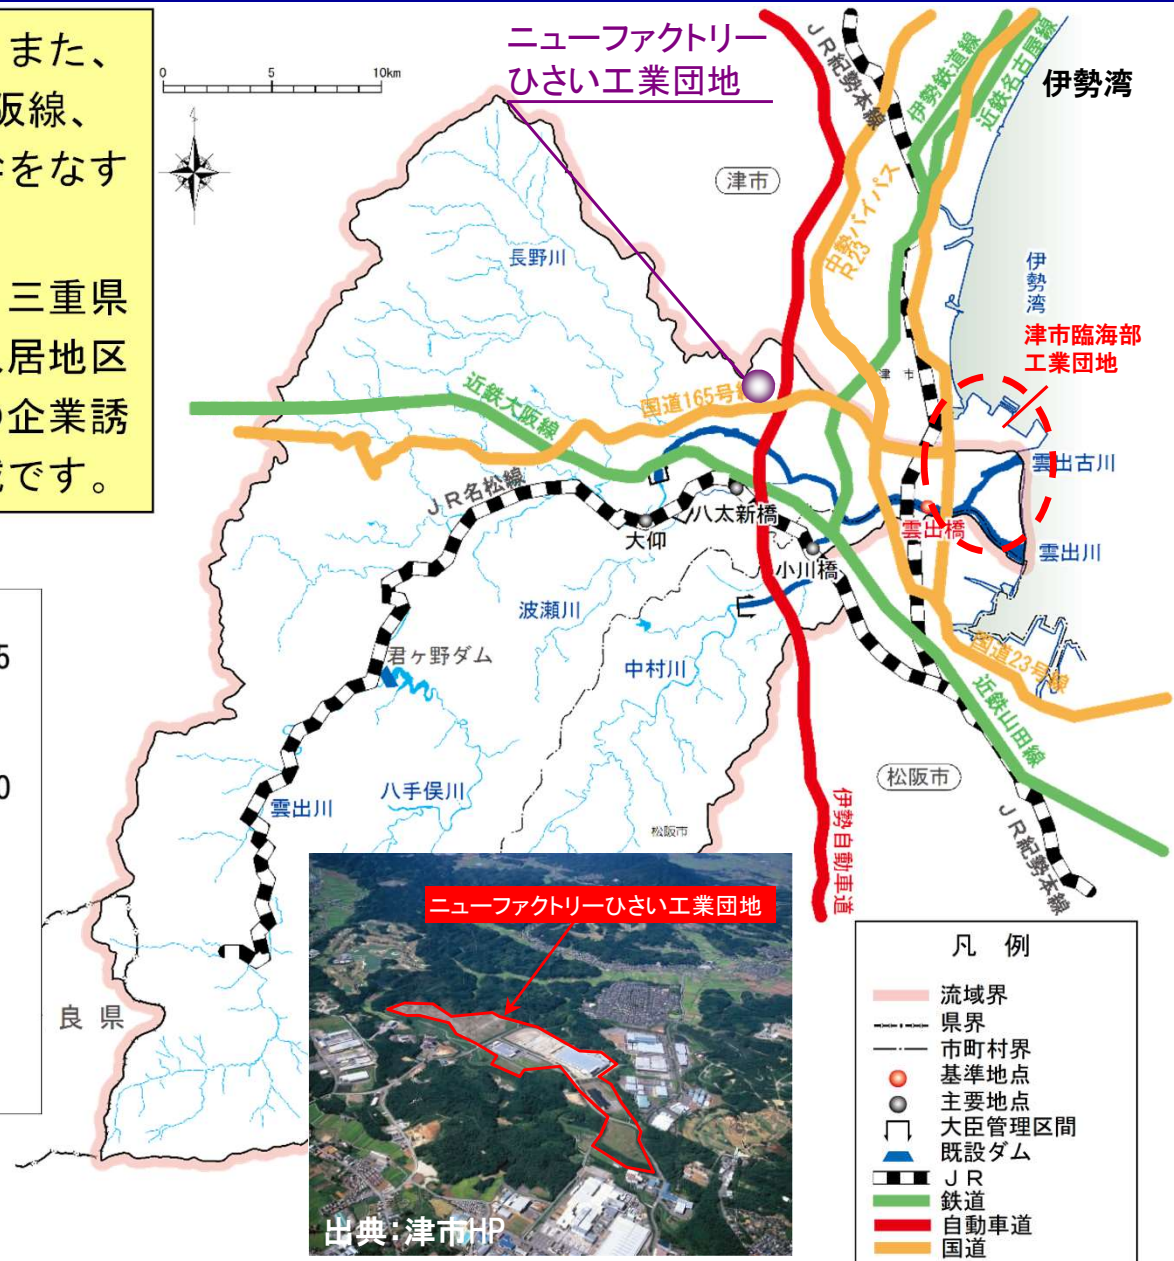 また、
阪線、
をなす
三重県
居地区
の企業誘
です。
0 5 10km
ニューファクトリー
ひさい工業団地
津市
JR紀勢本線
伊勢鉄道線
近鉄名古屋線
伊勢湾
中勢バイパス
R23
伊勢湾
津市臨海部
工業団地
長野川
近鉄大阪線
国道165号線
津市
雲出古川
JR名松線
八太新橋
大仰
雲出橋
雲出川
小川橋
波瀬川
君ヶ野ダム
中村川
国道23号線
近鉄山田線
5
0
雲出川
八手俣川
松阪市
松阪市
伊勢自動車道
JR紀勢本線
良県
ニューファクトリーひさい工業団地
出典:津市HP
凡例
流域界
県界
市町村界
基準地点
主要地点
大臣管理区間
既設ダム
JR
鉄道
自動車道
国道